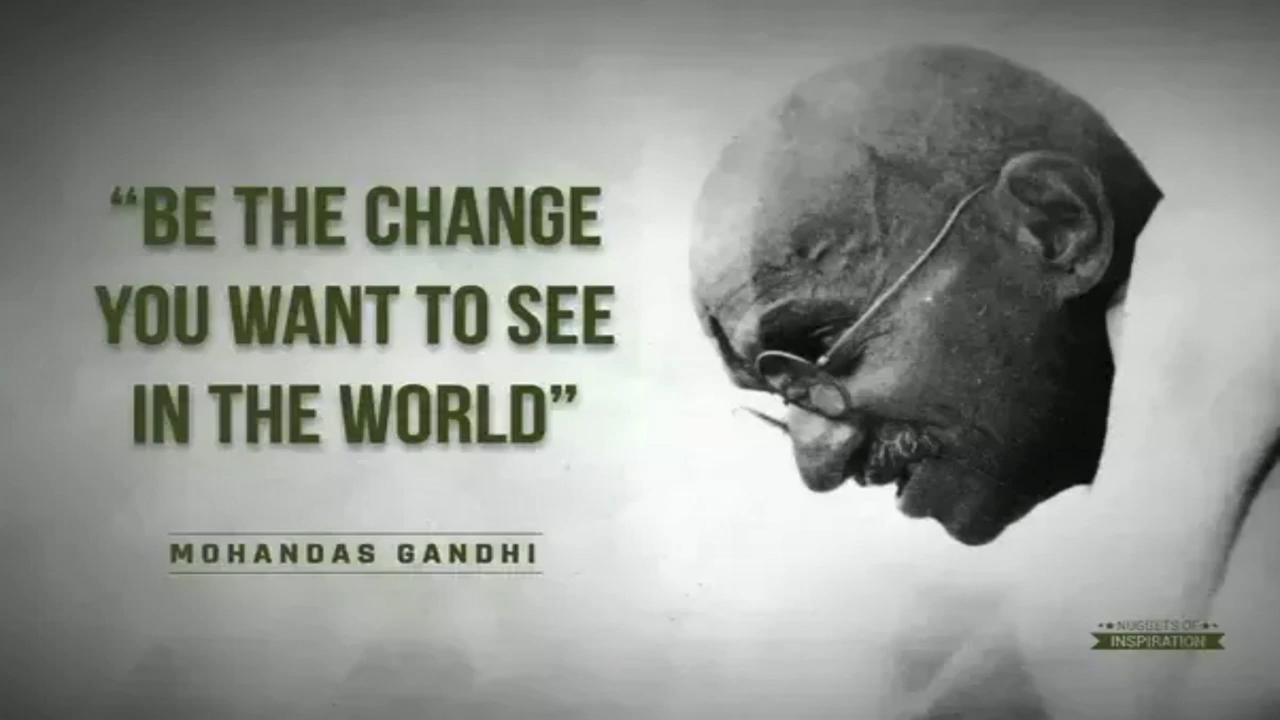 “BE THE CHANGE
YOU WANT TO SEE
IN THE WORLD”
MOHANDAS GANDHI
NUGGETS OF
INSPIRATION